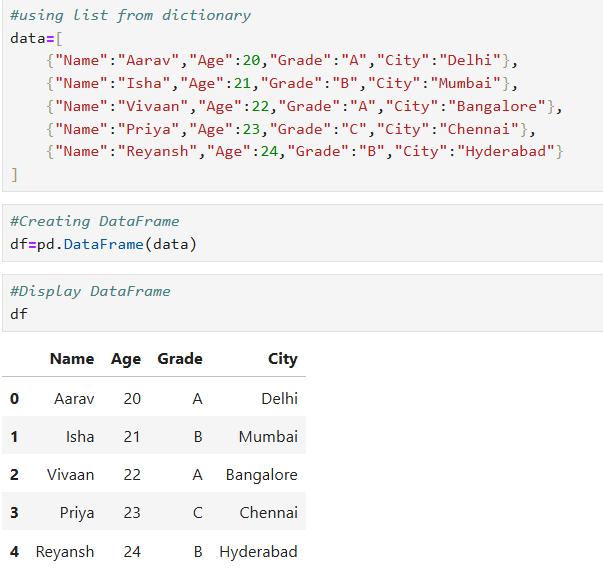 #using list from dictionary
data=[
    {"Name":"Aarav","Age":20,"Grade":"A","City":"Delhi"},
    {"Name":"Isha","Age":21,"Grade":"B","City":"Mumbai"},
    {"Name":"Vivaan","Age":22,"Grade":"A","City":"Bangalore"},
    {"Name":"Priya","Age":23,"Grade":"C","City":"Chennai"},
    {"Name":"Reyansh","Age":24,"Grade":"B","City":"Hyderabad"}
]
#Creating DataFrame
df=pd.DataFrame(data)
#Display DataFrame
df
Name Age Grade City
0 Aarav 20 A Delhi
1 Isha 21 B Mumbai
2 Vivaan 22 A Bangalore
3 Priya 23 C Chennai
4 Reyansh 24 B Hyderabad